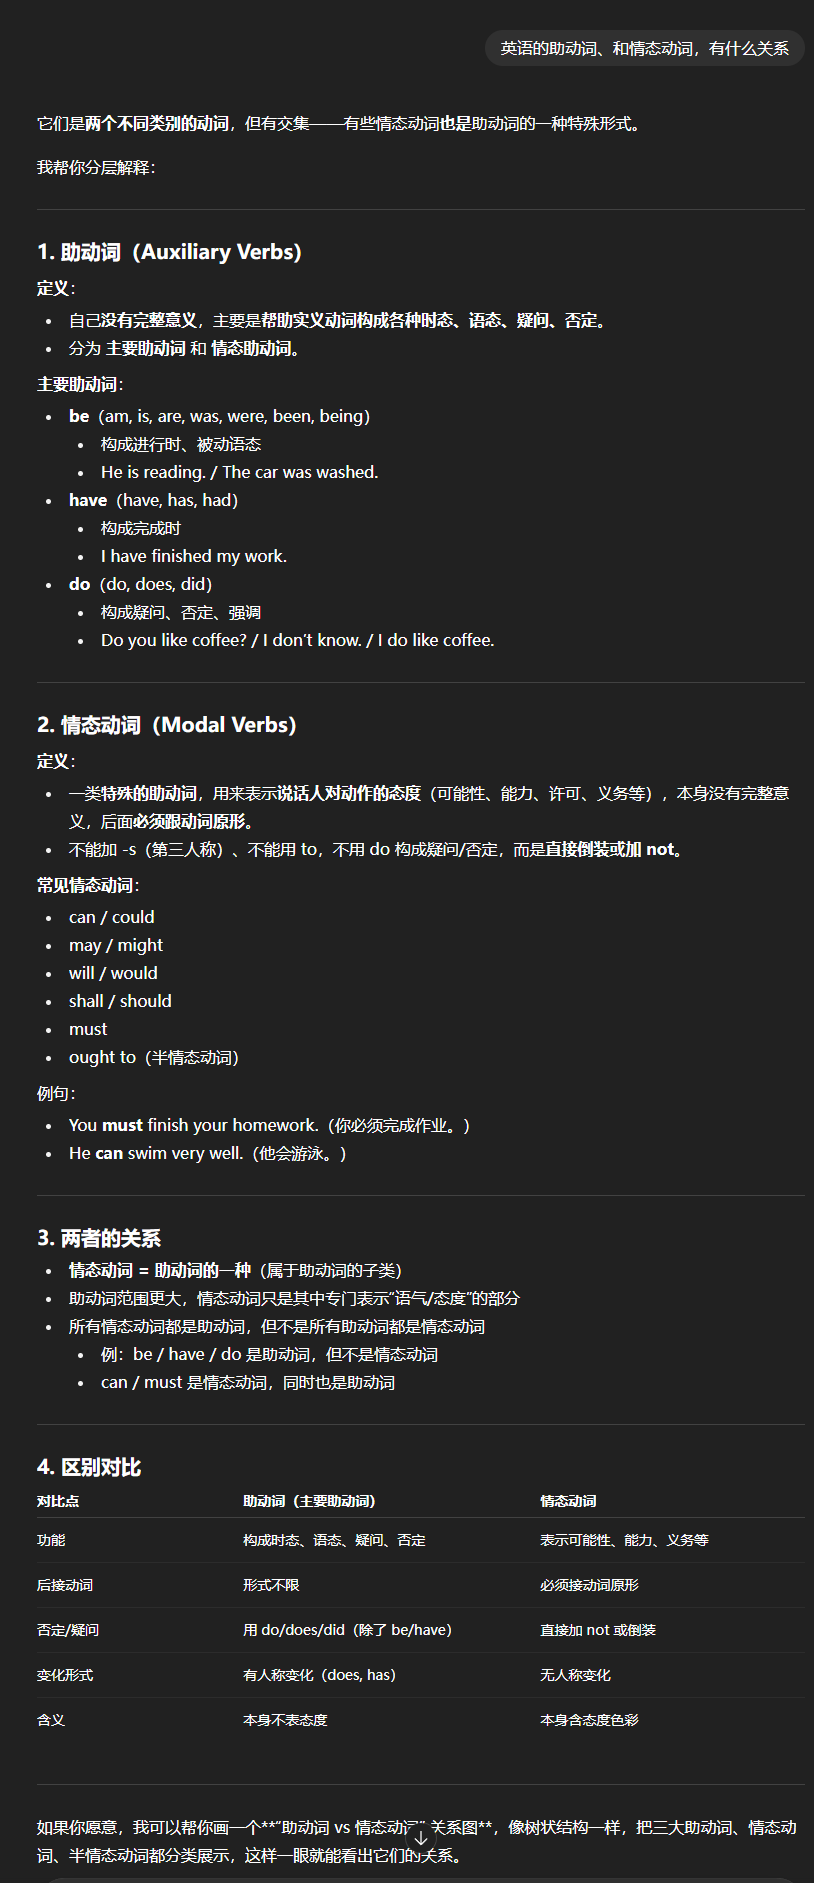 英语的助动词、和情态动词，有什么关系
它们是两个不同类别的动词，但有交集——有些情态动词也是助动词的一种特殊形式。
我帮你分层解释：
1. 助动词（Auxiliary Verbs）
定义：
• 自己没有完整意义，主要是帮助实义动词构成各种时态、语态、疑问、否定。
• 分为 主要助动词 和 情态助动词。
主要助动词：
• be（am, is, are, was, were, been, being）
• 构成进行时、被动语态
• He is reading. / The car was washed.
• have（have, has, had）
• 构成完成时
• I have finished my work.
• do（do, does, did）
• 构成疑问、否定、强调
• Do you like coffee? / I don’t know. / I do like coffee.
2. 情态动词（Modal Verbs）
定义：
• 一类特殊的助动词，用来表示说话人对动作的态度（可能性、能力、许可、义务等），本身没有完整意
义，后面必须跟动词原形。
• 不能加 -s（第三人称）、不能用 to，不用 do 构成疑问/否定，而是直接倒装或加 not。
常见情态动词：
• can / could
• may / might
• will / would
• shall / should
• must
• ought to（半情态动词）
例句：
• You must finish your homework.（你必须完成作业。）
• He can swim very well.（他会游泳。）
3. 两者的关系
• 情态动词 = 助动词的一种（属于助动词的子类）
• 助动词范围更大，情态动词只是其中专门表示“语气/态度”的部分
• 所有情态动词都是助动词，但不是所有助动词都是情态动词
• 例：be / have / do 是助动词，但不是情态动词
• can / must 是情态动词，同时也是助动词
4. 区别对比
对比点 助动词（主要助动词） 情态动词
功能 构成时态、语态、疑问、否定 表示可能性、能力、义务等
后接动词 形式不限 必须接动词原形
否定/疑问 用 do/does/did（除了 be/have） 直接加 not 或倒装
变化形式 有人称变化（does, has） 无人称变化
含义 本身不表态度 本身含态度色彩
如果你愿意，我可以帮你画一个**“助动词 vs 情态动词” 关系图**，像树状结构一样，把三大助动词、情态动
词、半情态动词都分类展示，这样一眼就能看出它们的关系。